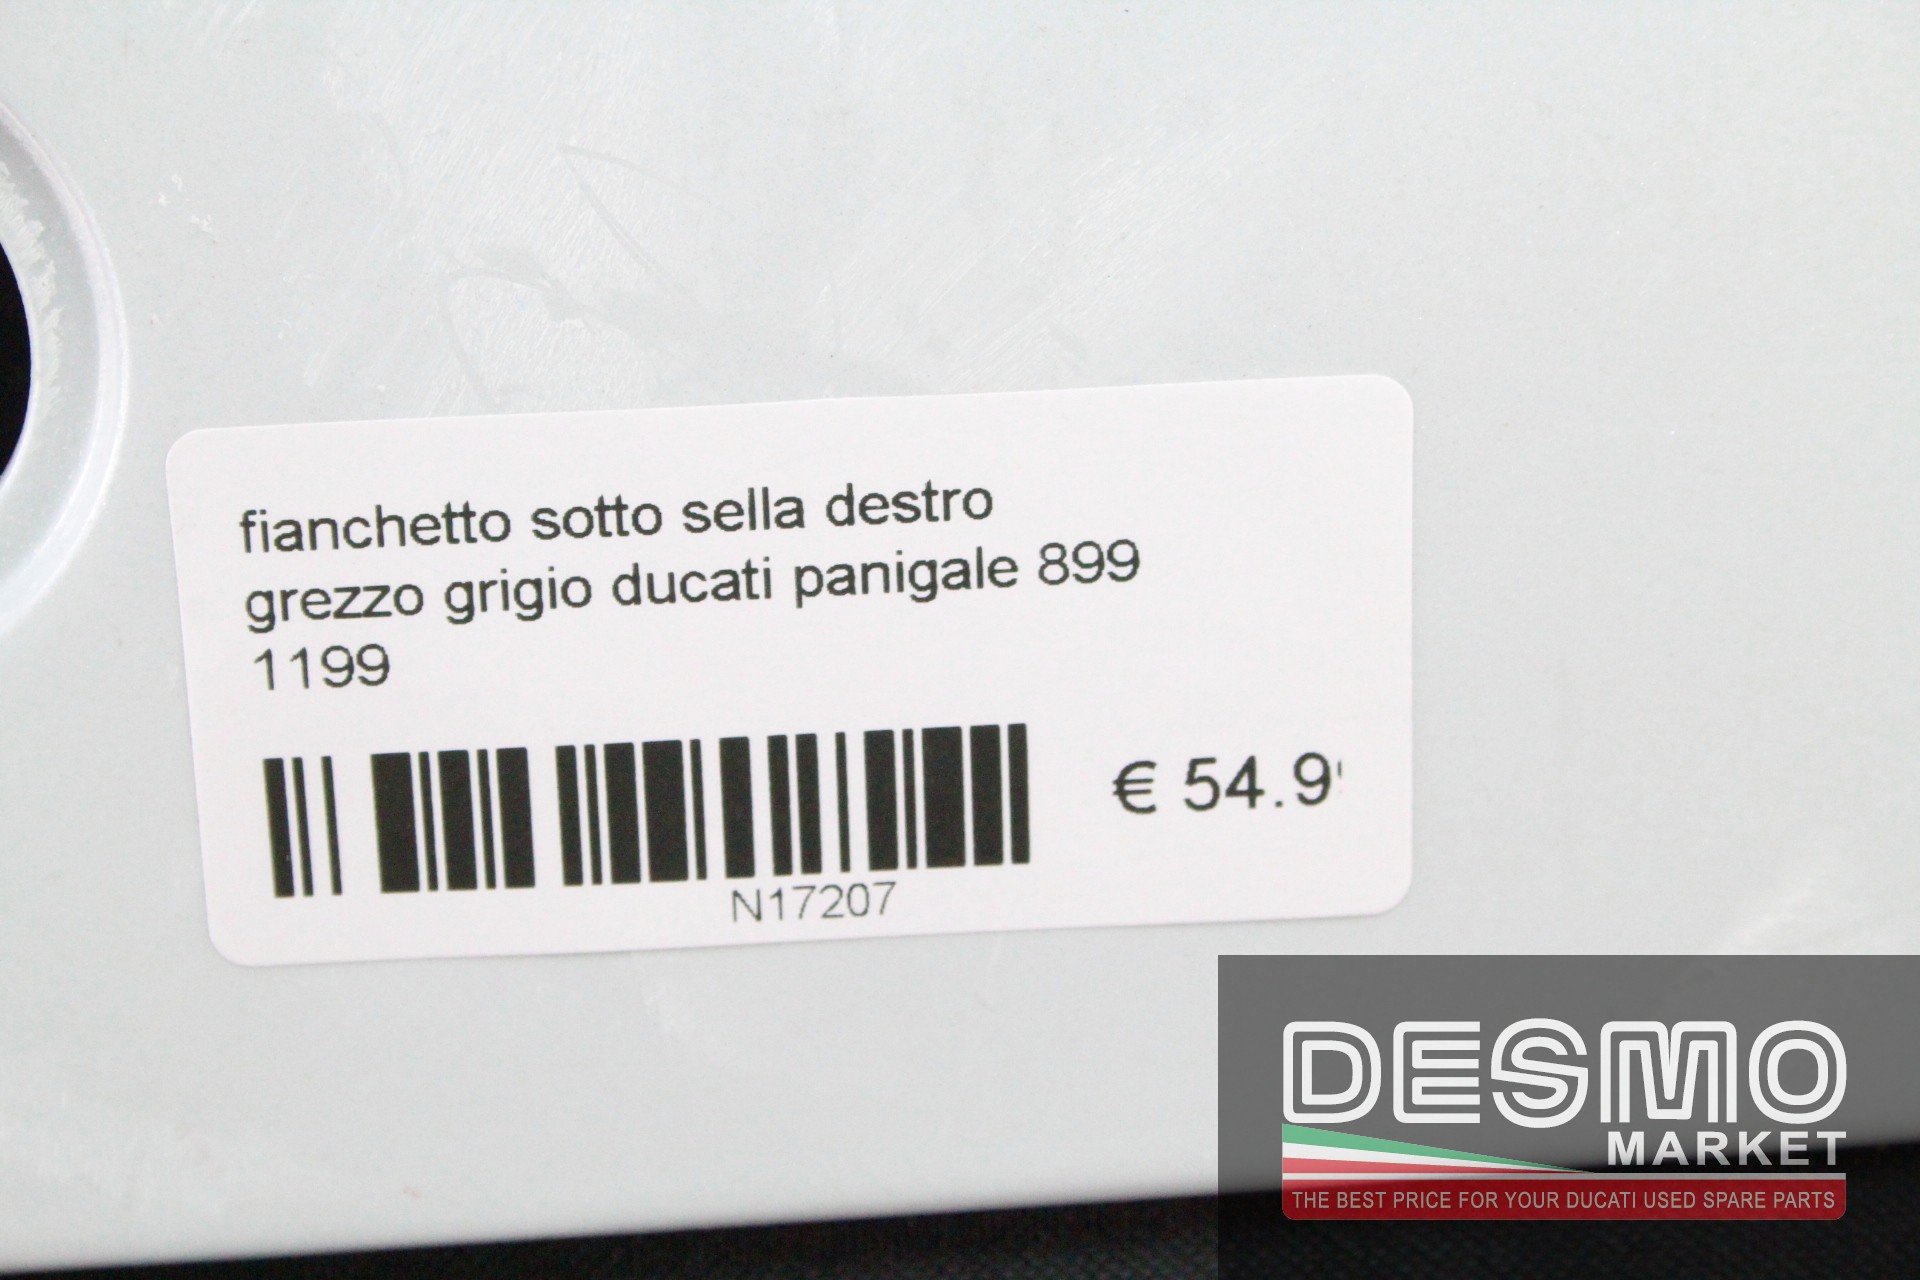 fianchetto sotto sella destro
grezzo grigio ducati panigale 899
1199
€ 54.9
N17207
DESMO
MARKET
THE BEST PRICE FOR YOUR DUCATI USED SPARE PARTS